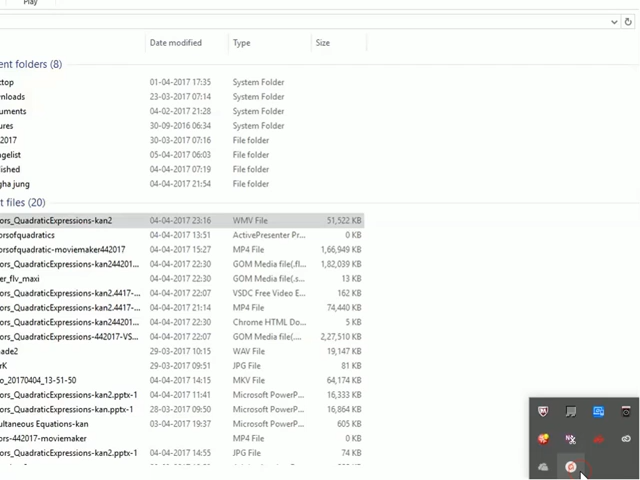 Play
Date modified Type Size
ent folders (8)
ctop 01-04-2017 17:35 System Folder
wnloads 23-03-2017 07:14 System Folder
uments 04-02-2017 21:28 System Folder
ures 30-09-2016 06:34 System Folder
2017 30-03-2017 07:16 File folder
ngelist 05-04-2017 06:03 File folder
ished 04-04-2017 07:19 File folder
gha jung 04-04-2017 21:54 File folder
t files (20)
ors_QuadraticExpressions-kan2 04-04-2017 23:16 WMV File 51,522 KB
orsofquadratics 04-04-2017 13:51 ActivePresenter Pr... 0 KB
orsofquadratic-moviemaker442017 04-04-2017 15:27 MP4 File 1,66,949 KB
ors_QuadraticExpressions-kan244201... 04-04-2017 22:30 GOM Media file(.fl... 1,82,039 KB
er_flv_maxi 04-04-2017 22:30 GOM Media file(.s... 13 KB
ors_QuadraticExpressions-kan2.4417-... 04-04-2017 22:07 VSDC Free Video E... 162 KB
ors_QuadraticExpressions-kan2.4417-... 04-04-2017 21:14 MP4 File 74,440 KB
ors_QuadraticExpressions-kan244201... 04-04-2017 22:30 Chrome HTML Do... 5 KB
ors_QuadraticExpressions-442017-VS... 04-04-2017 22:07 GOM Media file(.... 2,27,510 KB
ade2 29-03-2017 10:15 WAV File 19,147 KB
rK 29-03-2017 09:51 JPG File 81 KB
o_20170404_13-51-50 04-04-2017 14:15 MKV File 64,174 KB
ors_QuadraticExpressions-kan2.pptx-1 04-04-2017 11:41 Microsoft PowerP... 16,333 KB
ors_QuadraticExpressions-kan.pptx-1 28-03-2017 09:50 Microsoft PowerP... 16,864 KB
ultaneous Equations-kan 03-04-2017 19:37 Microsoft PowerP... 605 KB
ors-442017-moviemaker 04-04-2017 22:30 MP4 File 0 KB
ors_QuadraticExpressions-kan2.pptx-1 04-04-2017 22:15 JPG File 74 KB